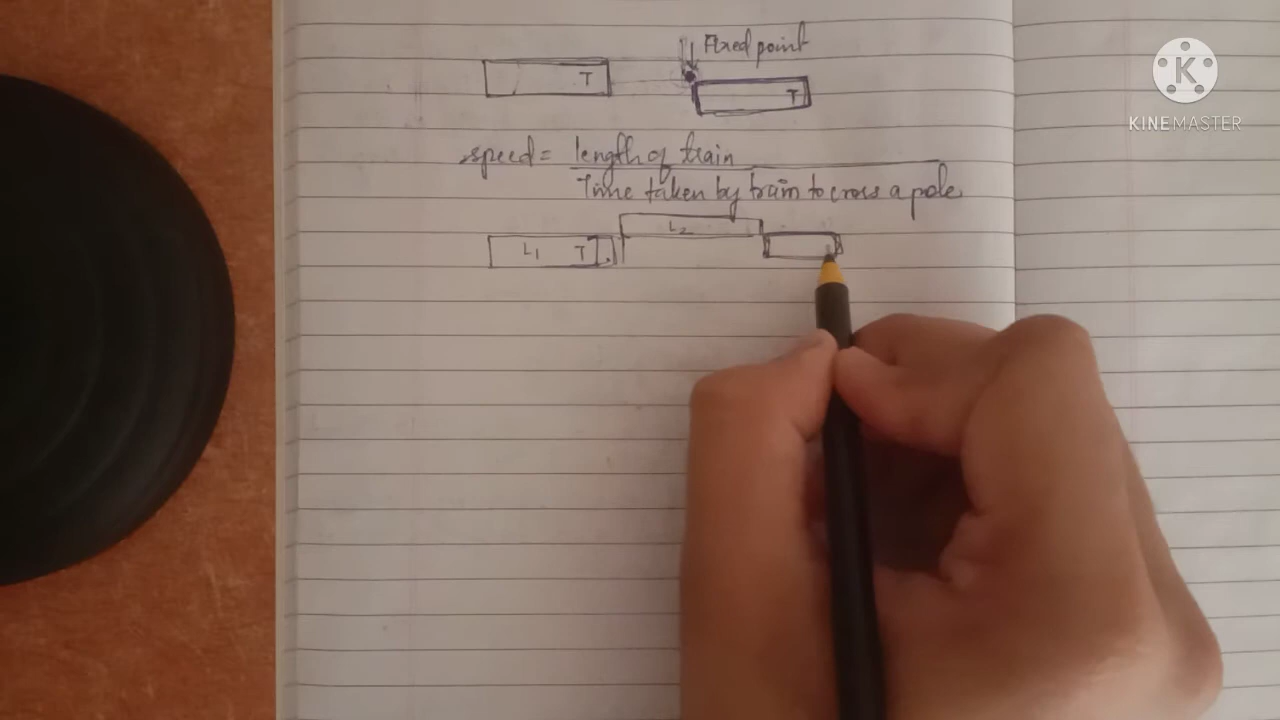 Fixed point
T
T
speed = length of train
Time taken by train to cross a pole
L2
L1 T
K
KINEMASTER